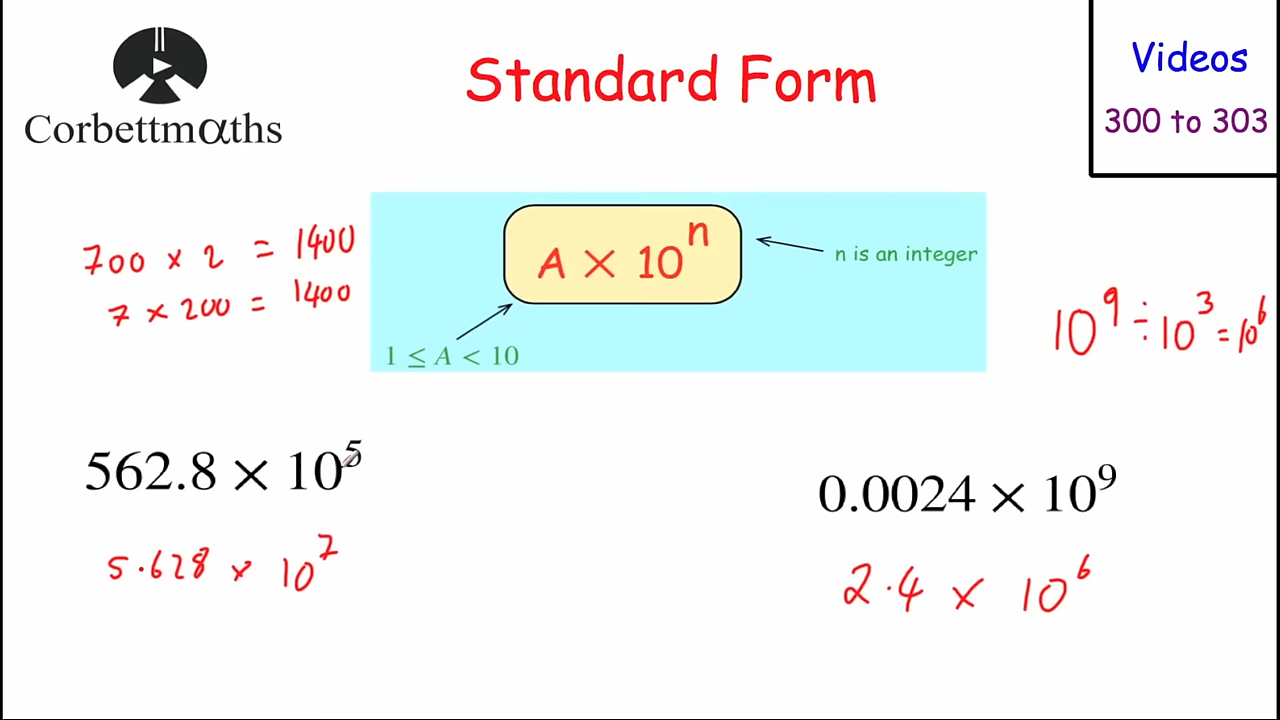 Corbettmαths
Standard Form
Videos
300 to 303
700 × 2 = 1400
7 × 200 = 1400
A × 10ⁿ
n is an integer
1 ≤ A < 10
10⁹ ÷ 10³ = 10⁶
562.8 × 10⁵
5.628 × 10⁷
0.0024 × 10⁹
2.4 × 10⁶